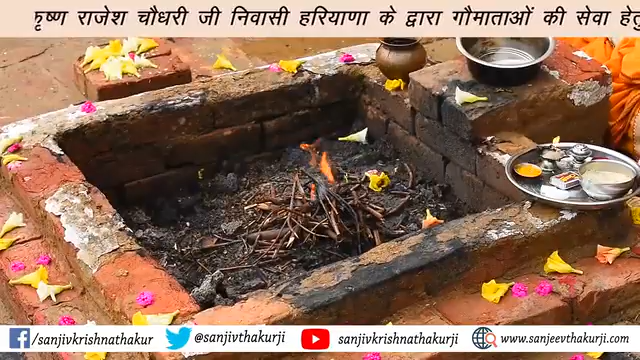 कृष्ण राजेश चौधरी जी निवासी हरियाणा के द्वारा गौमाताओं की सेवा हेतु
sanjivkrishnathakur @sanjivthakurji sanjivkrishnathakurji www.sanjeevthakurji.com